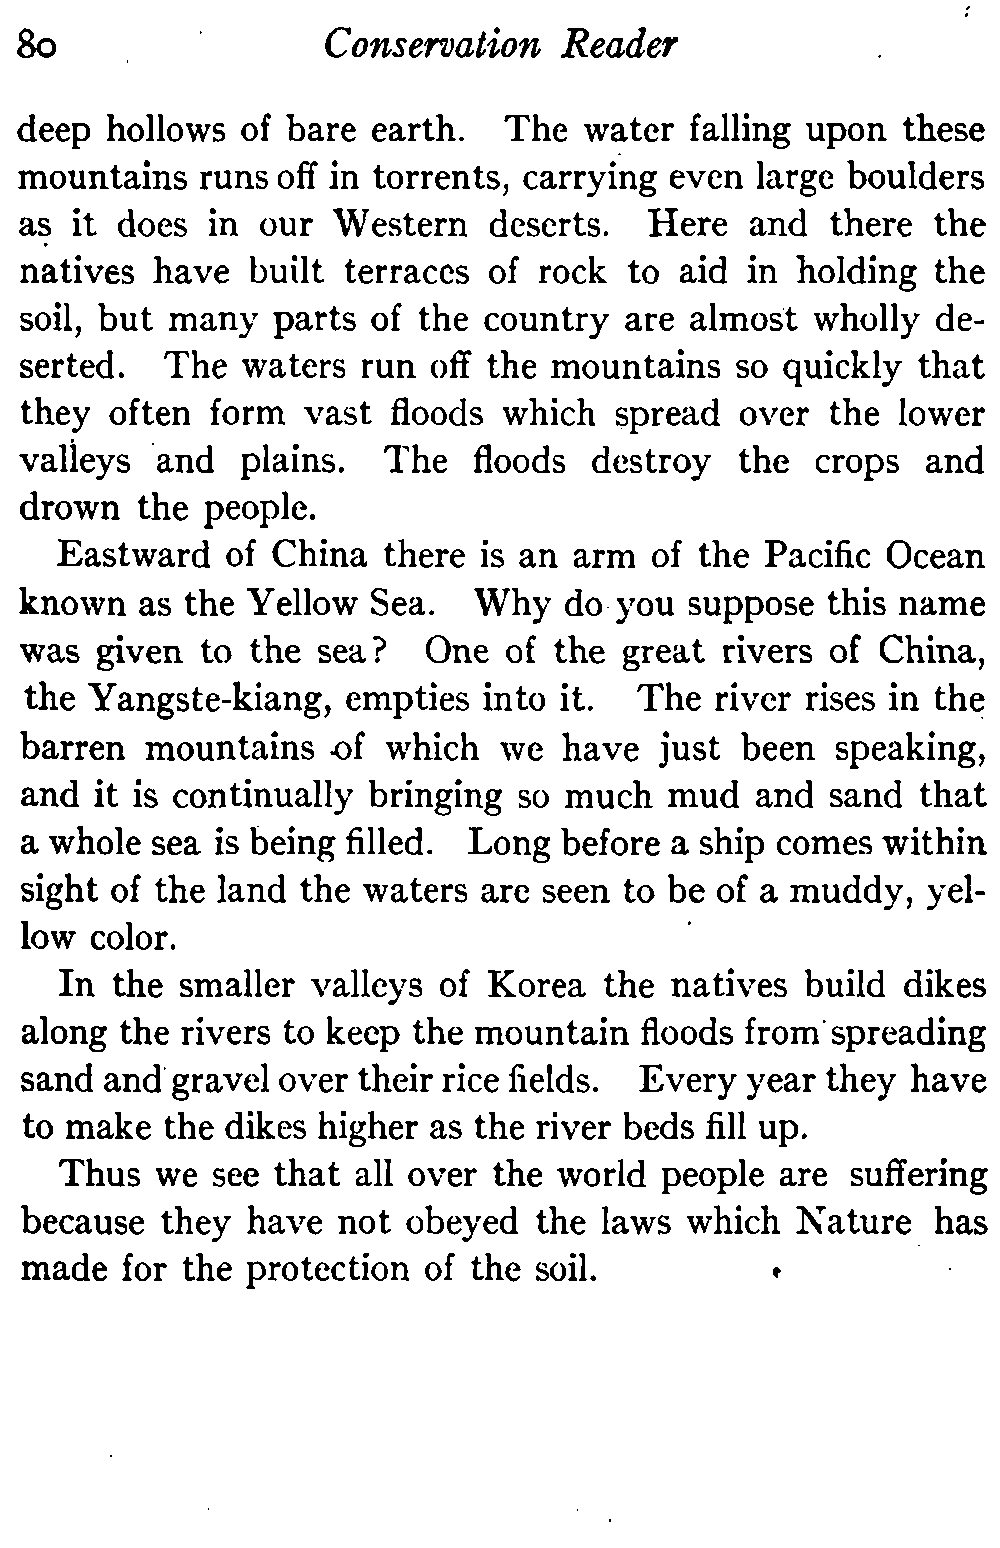 80 Conservation Reader
deep hollows of bare earth. The water falling upon these
mountains runs off in torrents, carrying even large boulders
as it does in our Western deserts. Here and there the
natives have built terraces of rock to aid in holding the
soil, but many parts of the country are almost wholly de-
serted. The waters run off the mountains so quickly that
they often form vast floods which spread over the lower
valleys and plains. The floods destroy the crops and
drown the people.
Eastward of China there is an arm of the Pacific Ocean
known as the Yellow Sea. Why do you suppose this name
was given to the sea? One of the great rivers of China,
the Yangste-kiang, empties into it. The river rises in the
barren mountains of which we have just been speaking,
and it is continually bringing so much mud and sand that
a whole sea is being filled. Long before a ship comes within
sight of the land the waters are seen to be of a muddy, yel-
low color.
In the smaller valleys of Korea the natives build dikes
along the rivers to keep the mountain floods from spreading
sand and gravel over their rice fields. Every year they have
to make the dikes higher as the river beds fill up.
Thus we see that all over the world people are suffering
because they have not obeyed the laws which Nature has
made for the protection of the soil.